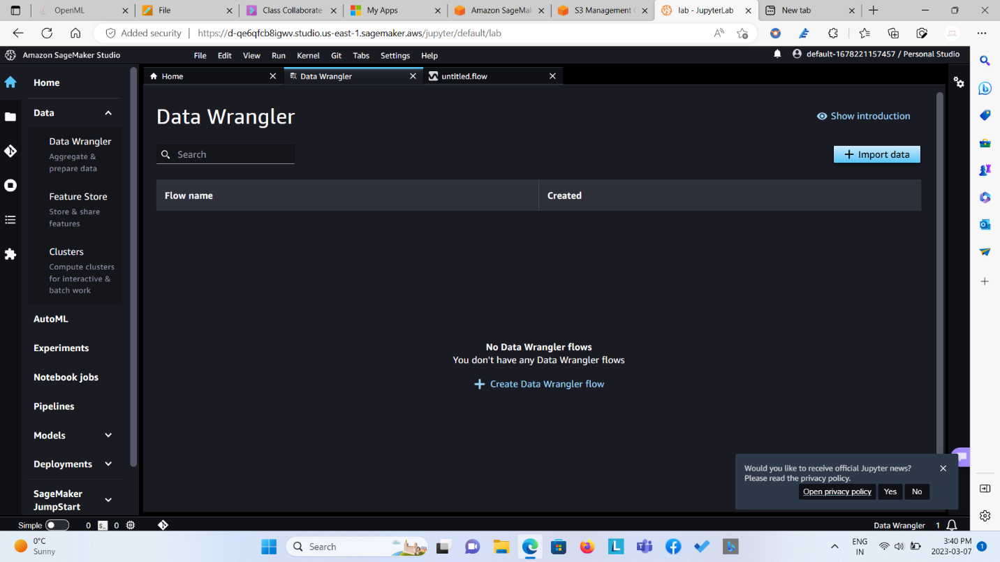 OpenML
File
Class Collaborate
My Apps
Amazon SageMa
S3 Management
lab - JupyterLab
New tab
Added security
https://d-qe6qfcb8igwv.studio.us-east-1.sagemaker.aws/jupyter/default/lab
Amazon SageMaker Studio
File Edit View Run Kernel Git Tabs Settings Help
default-1678221157457 / Personal Studio
Home
Data Wrangler
untitled.flow
Home
Data
Data Wrangler
Aggregate &
prepare data
Feature Store
Store & share
features
Clusters
Compute clusters
for interactive &
batch work
AutoML
Experiments
Notebook jobs
Pipelines
Models
Deployments
SageMaker
JumpStart
Data Wrangler
Show introduction
Search
Import data
Flow name
Created
No Data Wrangler flows
You don't have any Data Wrangler flows
Create Data Wrangler flow
Would you like to receive official Jupyter news?
Please read the privacy policy.
Open privacy policy Yes No
Simple 0 $_ 0
Data Wrangler 1
0°C
Sunny
Search
ENG
IN
3:40 PM
2023-03-07
1